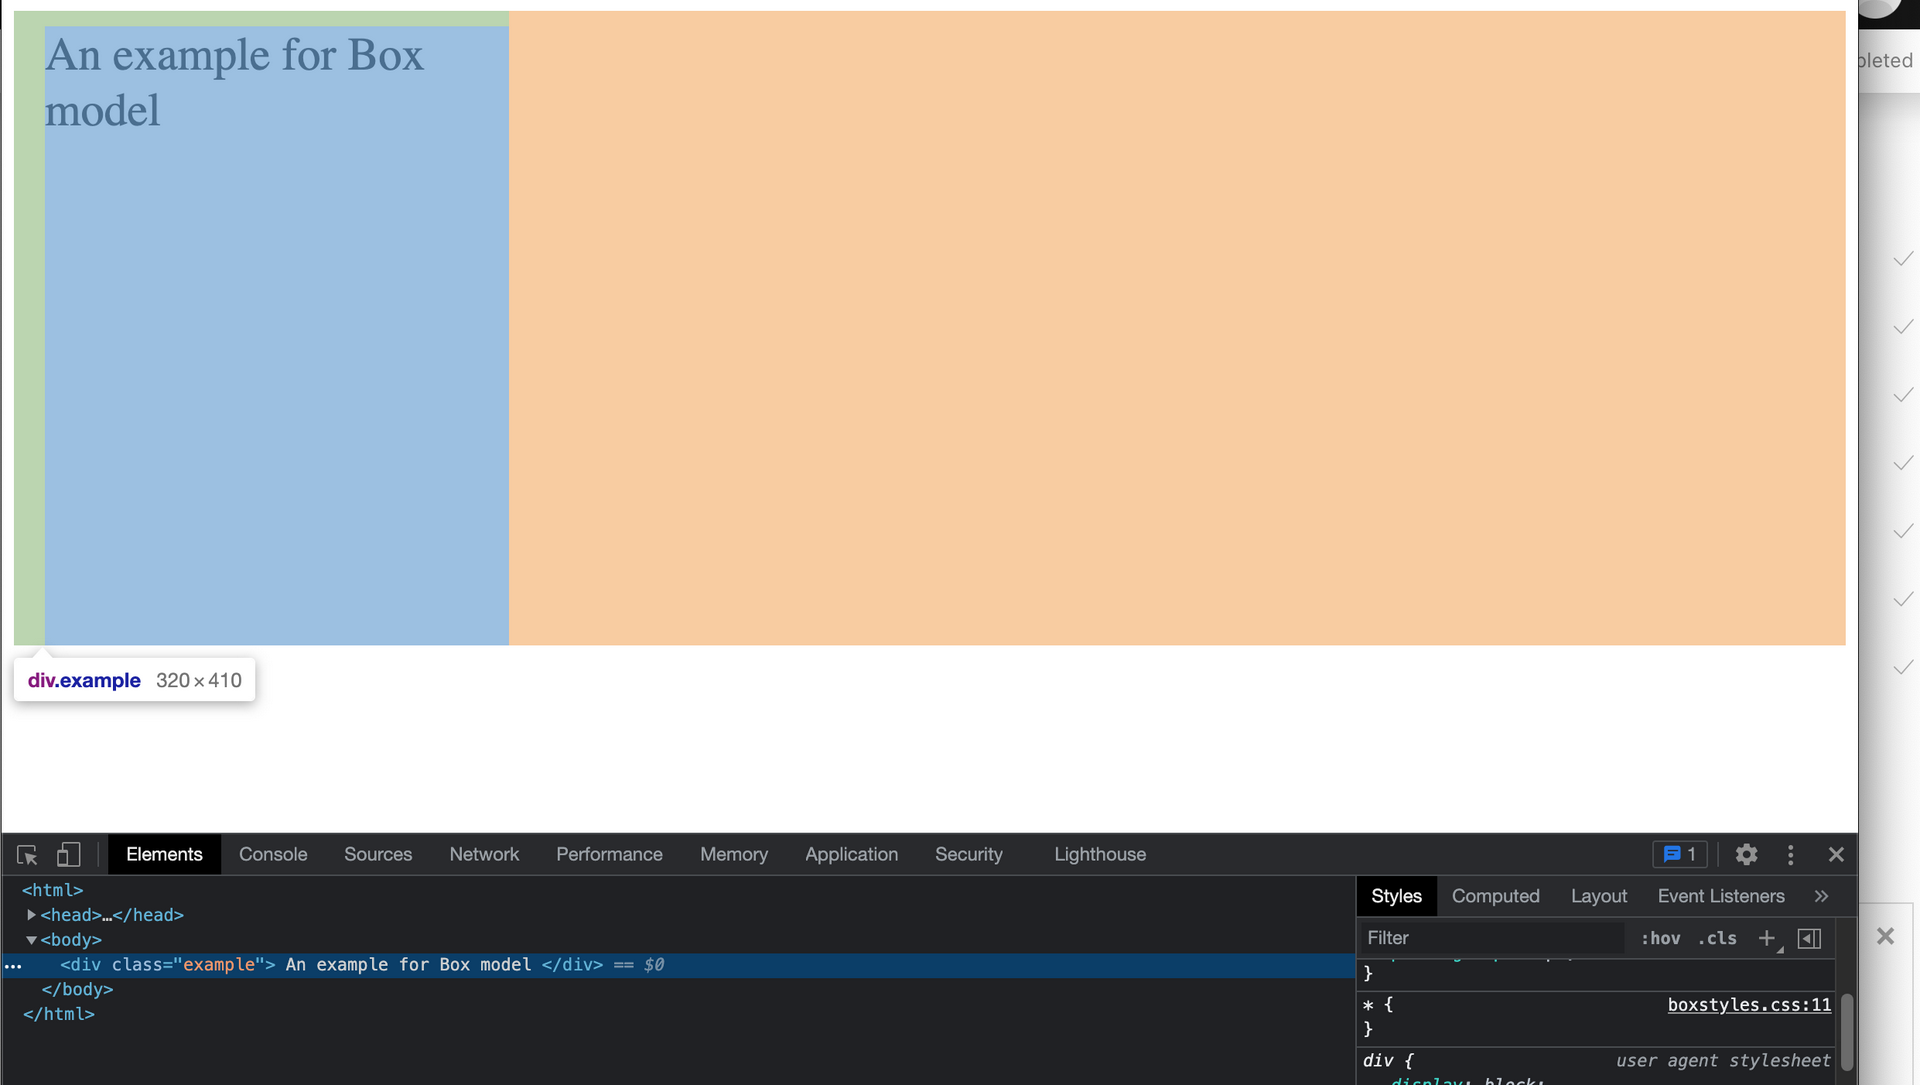 An example for Box
model
pleted
div.example 320 × 410
Elements Console Sources Network Performance Memory Application Security Lighthouse 1
<html>
<head>…</head>
<body>
<div class="example"> An example for Box model </div> == $0
</body>
</html>
Styles Computed Layout Event Listeners »
Filter :hov .cls +
}
* { boxstyles.css:11
}
div { user agent stylesheet
display: block;